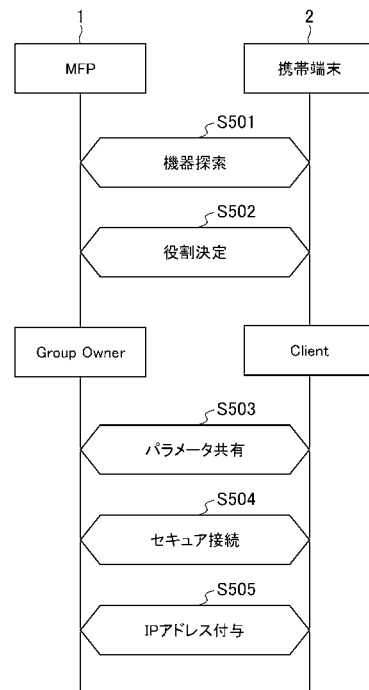 1
2
MFP
携帯端末
S501
機器探索
S502
役割決定
Group Owner
Client
S503
パラメータ共有
S504
セキュア接続
S505
IPアドレス付与